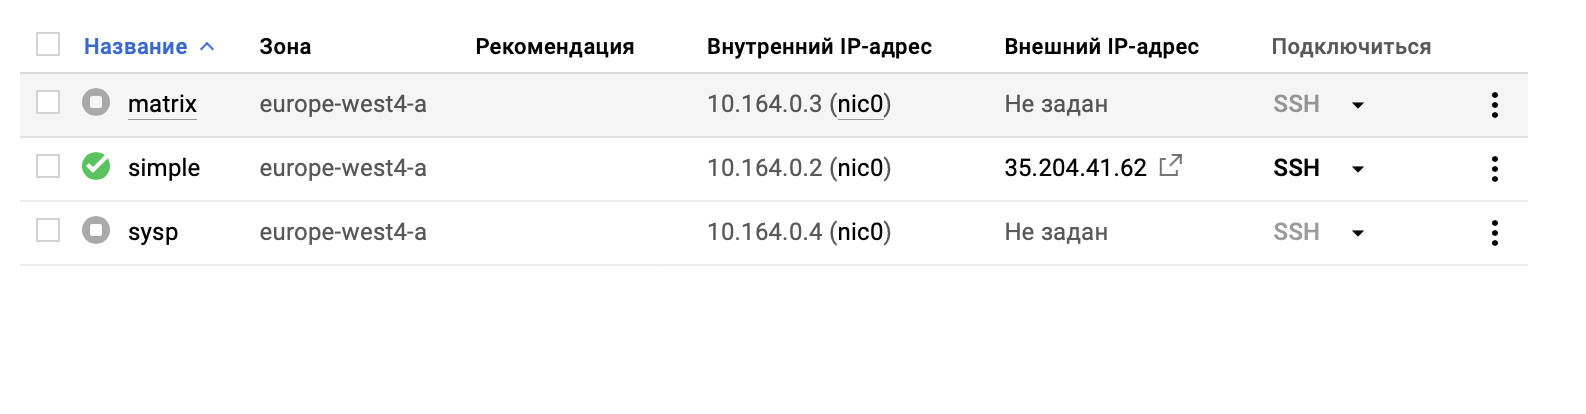 Название Зона Рекомендация Внутренний IP-адрес Внешний IP-адрес Подключиться
matrix europe-west4-a 10.164.0.3 (nic0) Не задан SSH
simple europe-west4-a 10.164.0.2 (nic0) 35.204.41.62 SSH
sysp europe-west4-a 10.164.0.4 (nic0) Не задан SSH